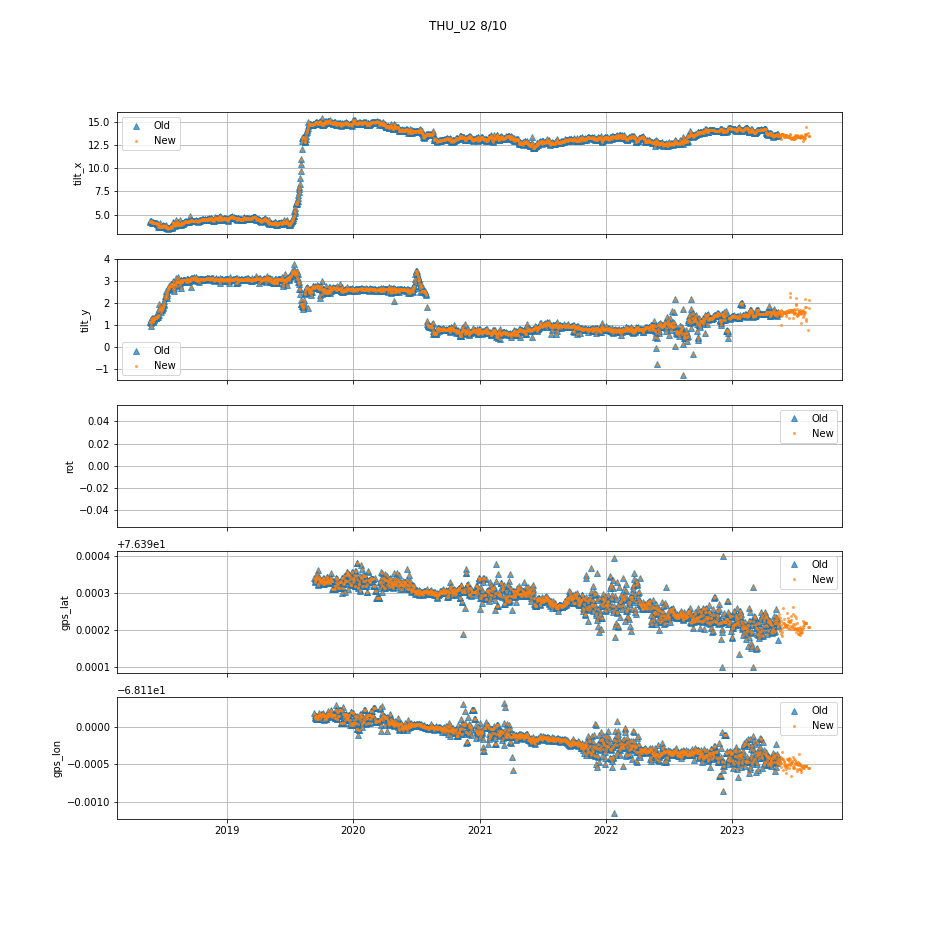 THU_U2 8/10
15.0
12.5
10.0
7.5
5.0
tilt_x
Old
New
4
3
2
1
0
−1
tilt_y
Old
New
0.04
0.02
0.00
−0.02
−0.04
rot
Old
New
+7.639e1
0.0004
0.0003
0.0002
0.0001
gps_lat
Old
New
−6.811e1
0.0000
−0.0005
−0.0010
gps_lon
Old
New
2019 2020 2021 2022 2023